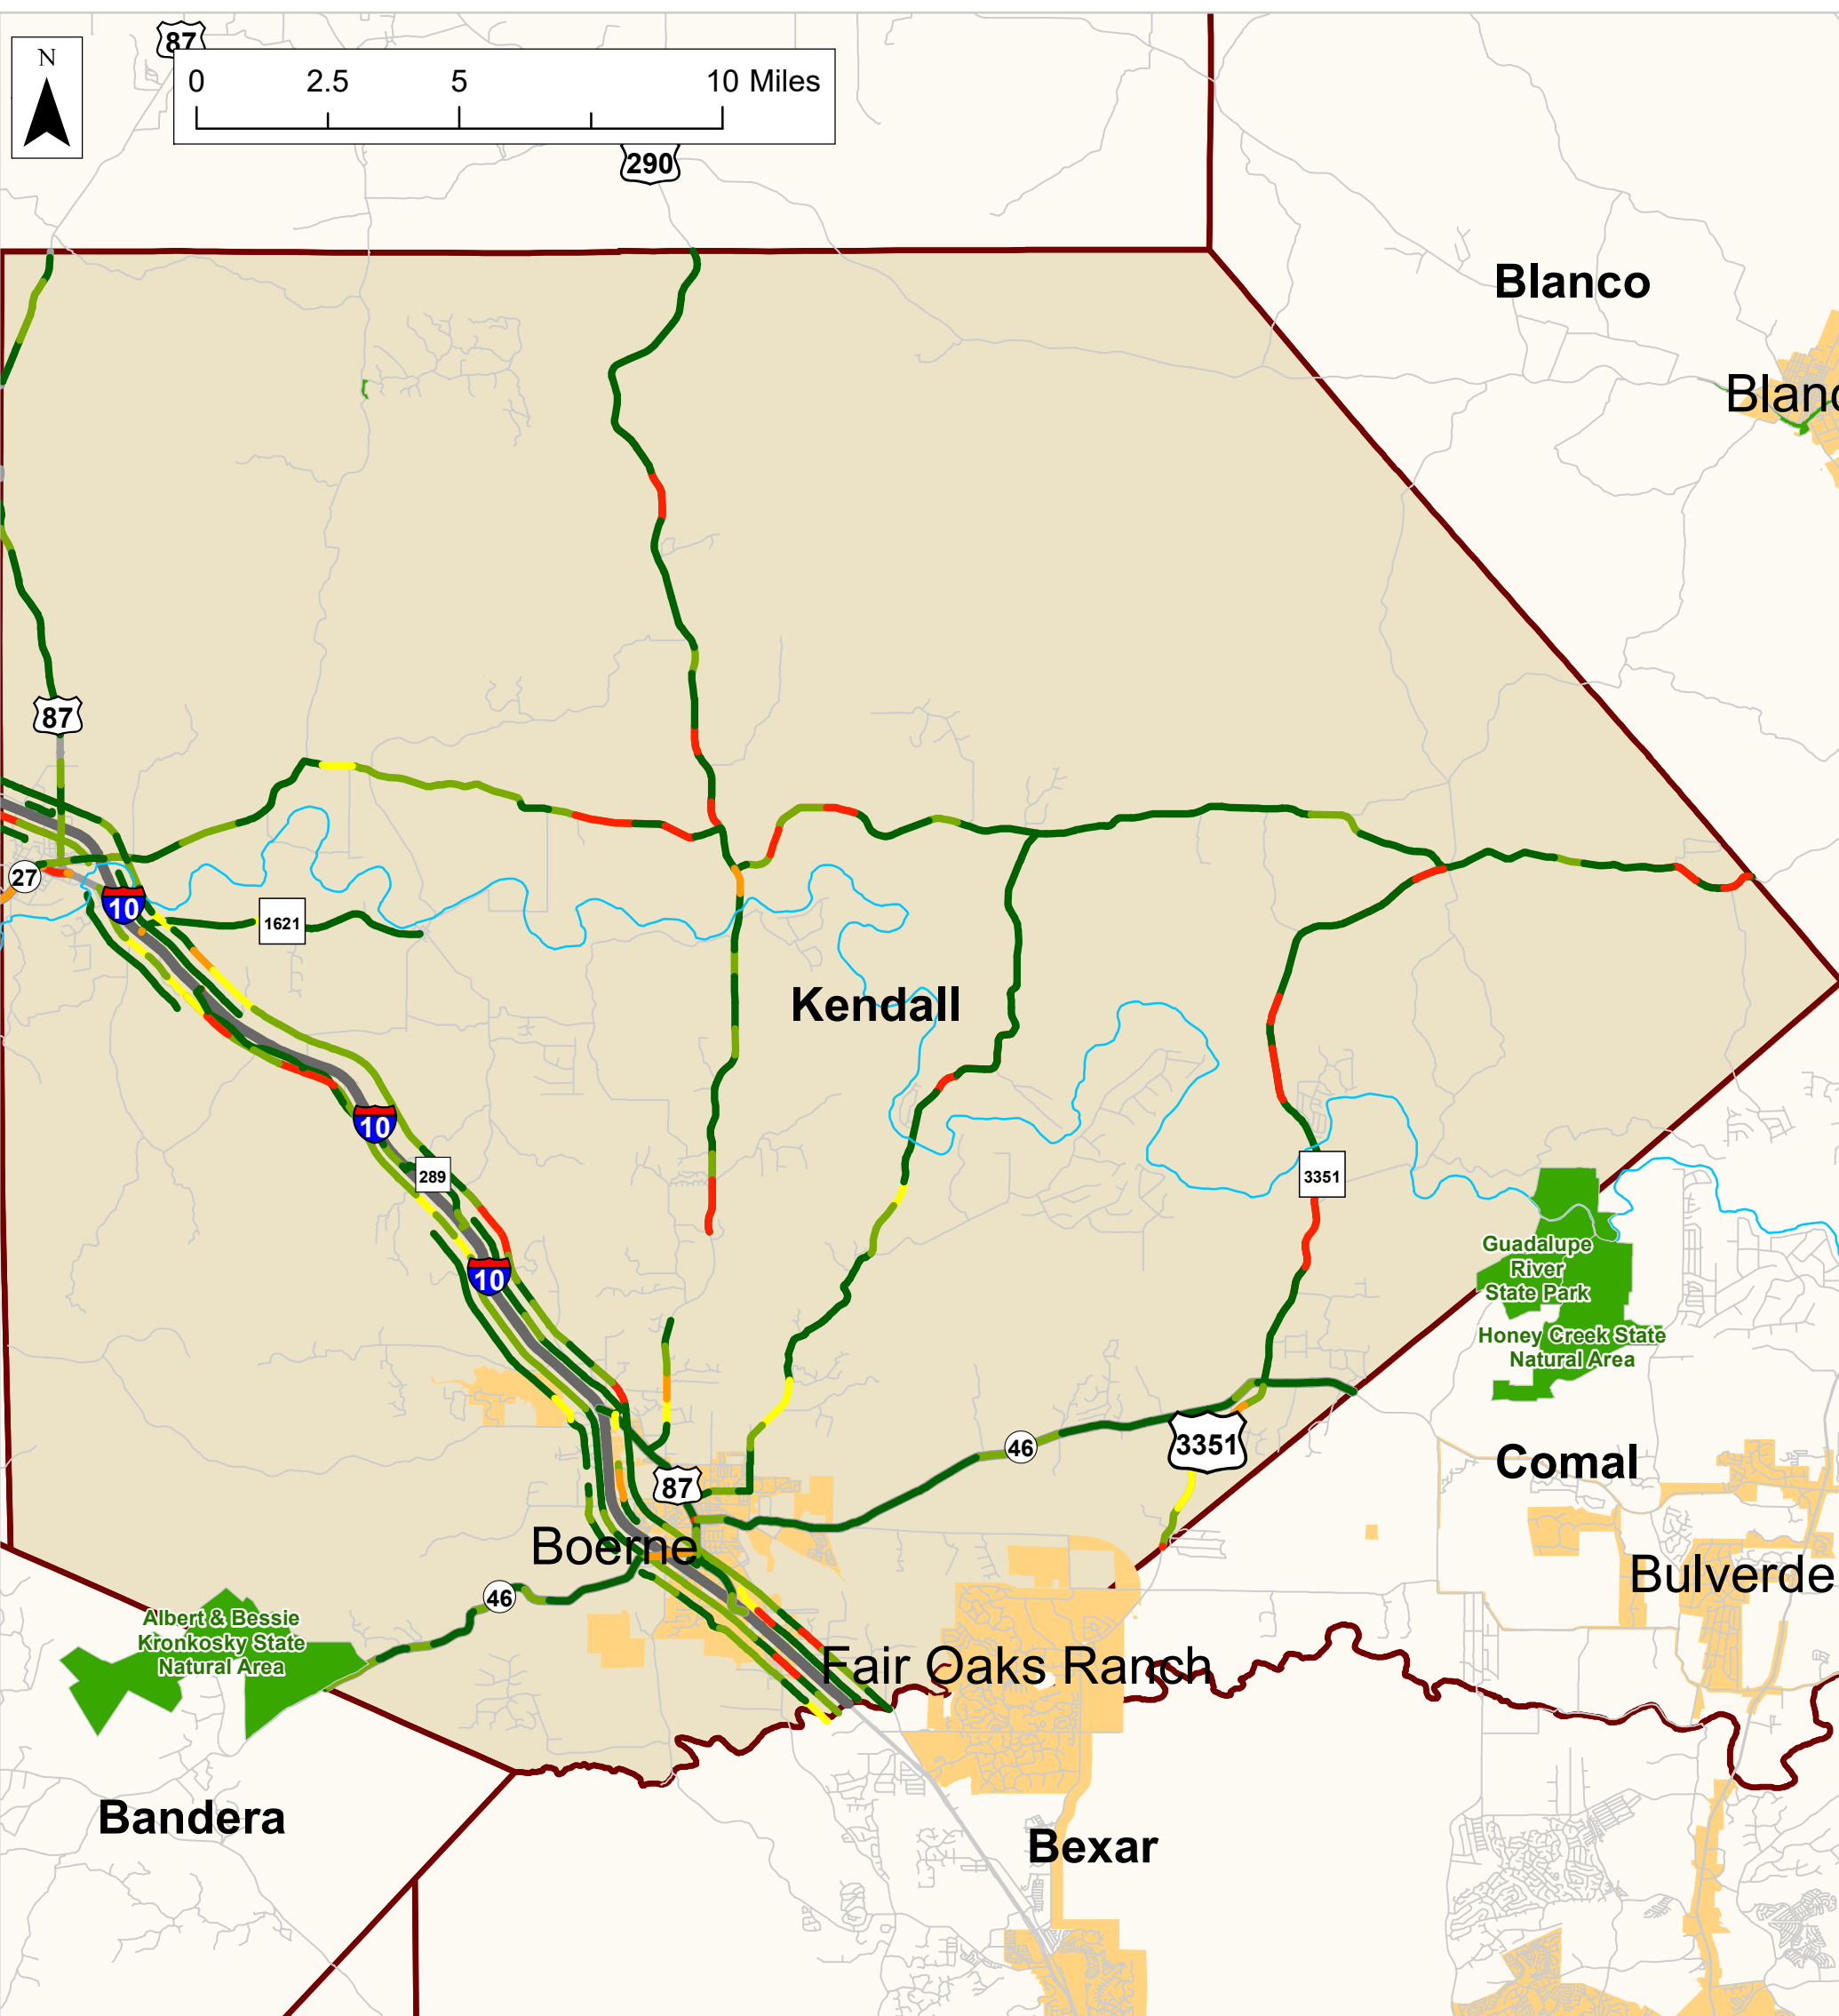 87
N
0 2.5 5 10 Miles
290
Blanco
Blanc
87
27
10
1621
Kendall
10
289
3351
10
Guadalupe
River
State Park
Honey Creek State
Natural Area
46
3351
Comal
87
Boerne
Bulverde
46
Albert & Bessie
Kronkosky State
Natural Area
Fair Oaks Ranch
Bandera
Bexar